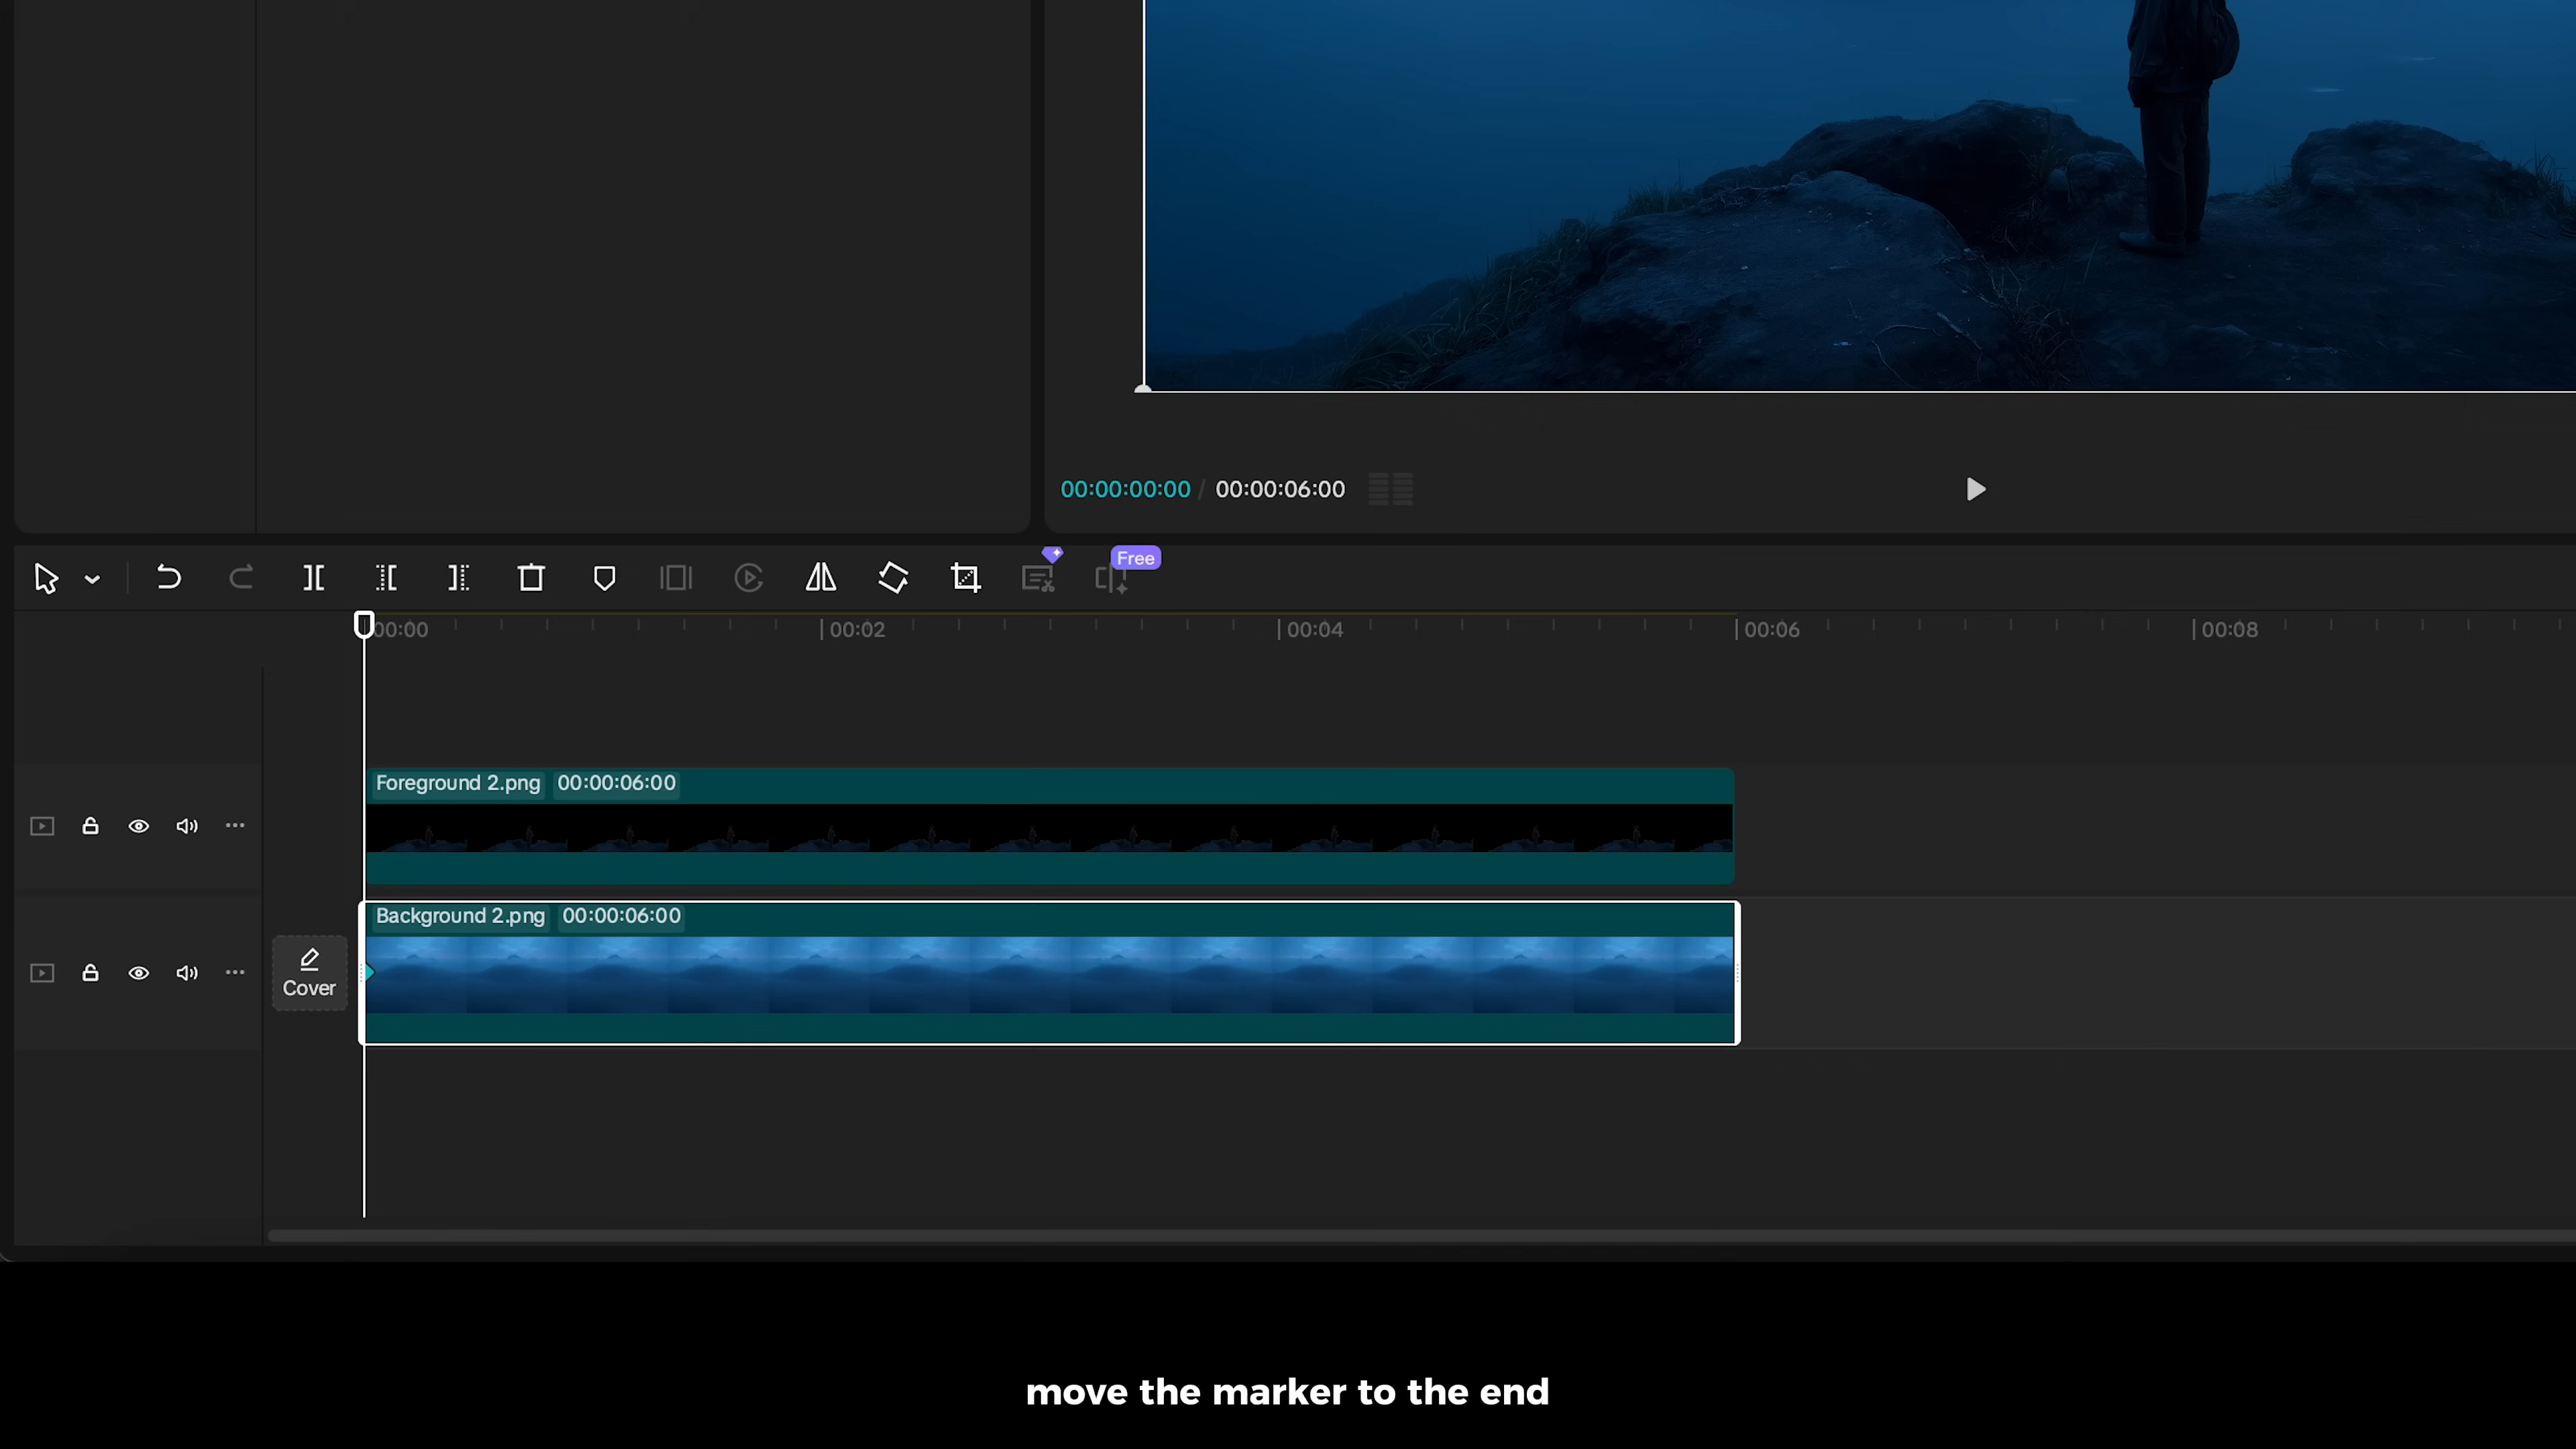 00:00:00:00 / 00:00:06:00
Free
00:00 00:02 00:04 00:06 00:08
Foreground 2.png 00:00:06:00
Background 2.png 00:00:06:00
Cover
move the marker to the end